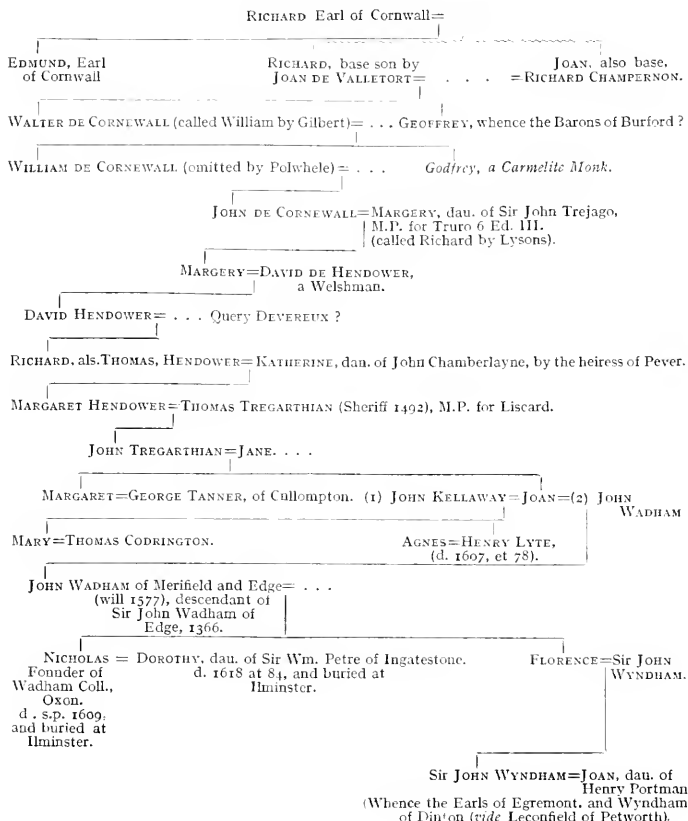 RICHARD Earl of Cornwall=
EDMUND, Earl of Cornwall
RICHARD, base son by JOAN DE VALLETORT= . . .
JOAN, also base, =RICHARD CHAMPERNON.
WALTER DE CORNEWALL (called William by Gilbert)= . . . GEOFFREY, whence the Barons of Burford ?
WILLIAM DE CORNEWALL (omitted by Polwhele)= . . . Godfrey, a Carmelite Monk.
JOHN DE CORNEWALL=MARGERY, dau. of Sir John Trejago,
M.P. for Truro 6 Ed. III.
(called Richard by Lysons).
MARGERY=DAVID DE HENDOWER,
a Welshman.
DAVID HENDOWER= . . . Query DEVEREUX ?
RICHARD, als. THOMAS, HENDOWER=KATHERINE, dau. of John Chamberlayne, by the heiress of Pever.
MARGARET HENDOWER=THOMAS TREGARTHIAN (Sheriff 1492), M.P. for Liscard.
JOHN TREGARTHIAN=JANE. . . .
MARGARET=GEORGE TANNER, of Cullompton. (1) JOHN KELLAWAY=JOAN=(2) JOHN
WADHAM
MARY=THOMAS CODRINGTON.
AGNES=HENRY LYTE,
(d. 1607, et 78).
JOHN WADHAM of Merifield and Edge= . . .
(will 1577), descendant of
Sir John Wadham of
Edge, 1366.
NICHOLAS = DOROTHY, dau. of Sir Wm. Petre of Ingatestone.
Founder of
Wadham Coll.,
Oxon.
d . s.p. 1609,
and buried at
Ilminster.
d. 1618 at 84, and buried at
Ilminster.
FLORENCE=Sir JOHN
WYNDHAM.
Sir JOHN WYNDHAM=JOAN, dau. of
Henry Portman
(Whence the Earls of Egremont, and Wyndham
of Dinton (vide Leconfield of Petworth).